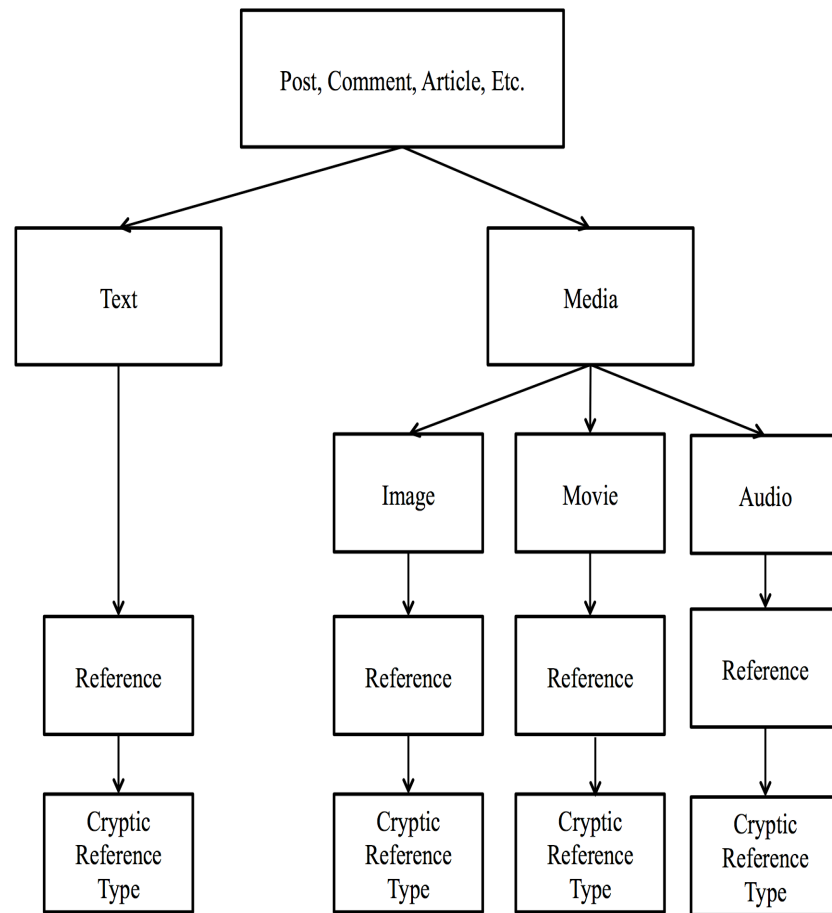 Post, Comment, Article, Etc.
Text
Media
Image
Movie
Audio
Reference
Reference
Reference
Reference
Cryptic
Reference
Type
Cryptic
Reference
Type
Cryptic
Reference
Type
Cryptic
Reference
Type